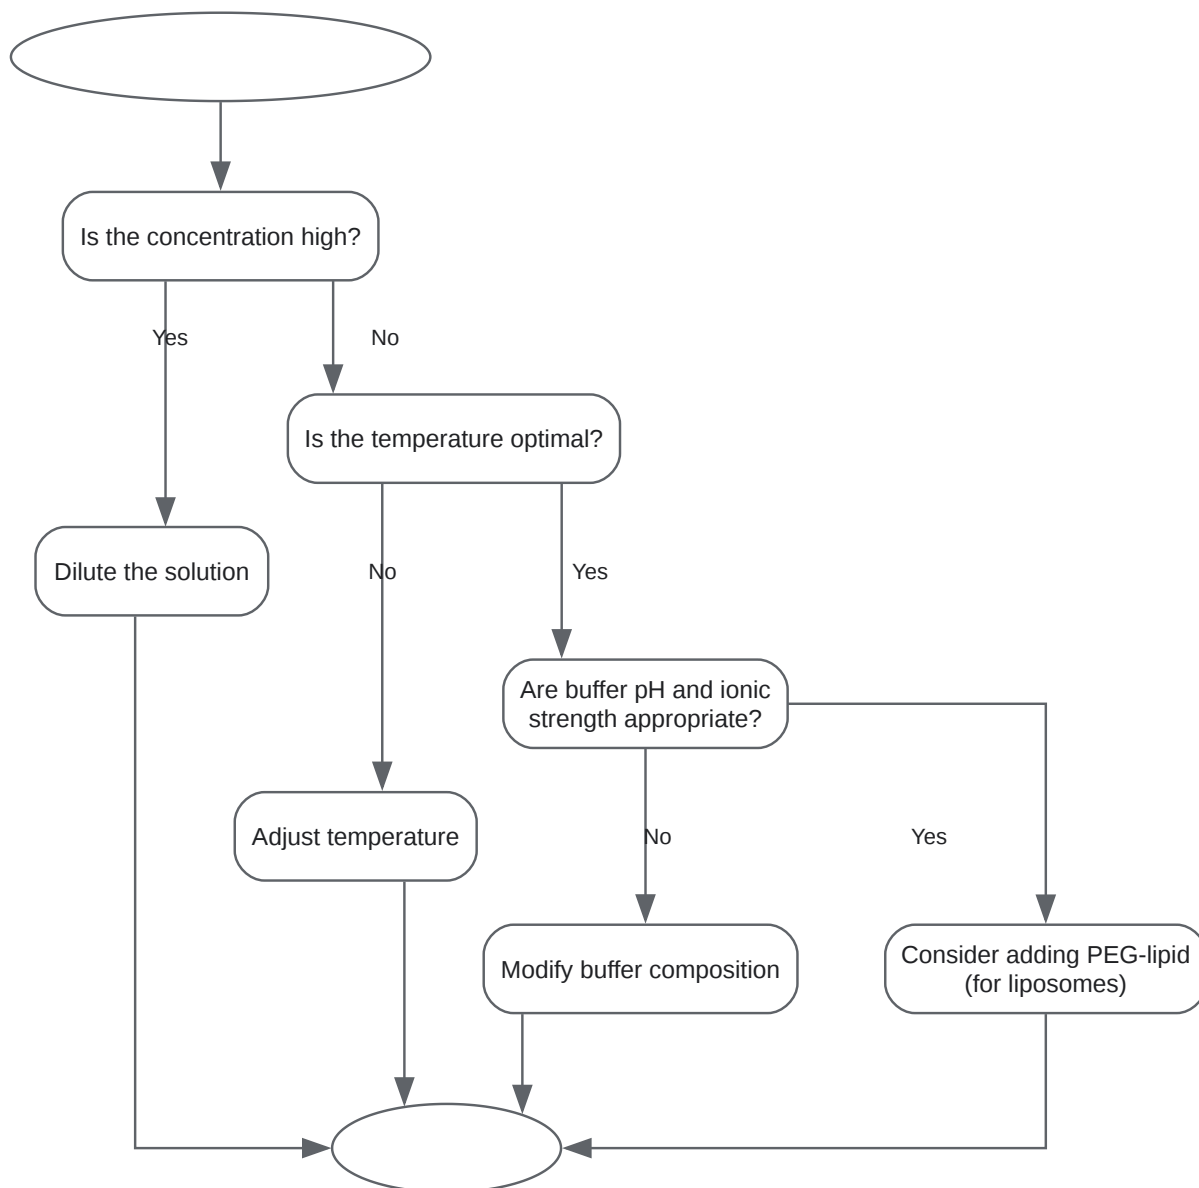 Is the concentration high?
Yes
No
Is the temperature optimal?
Dilute the solution
No
Yes
Are buffer pH and ionic
strength appropriate?
Adjust temperature
No
Yes
Modify buffer composition
Consider adding PEG-lipid
(for liposomes)